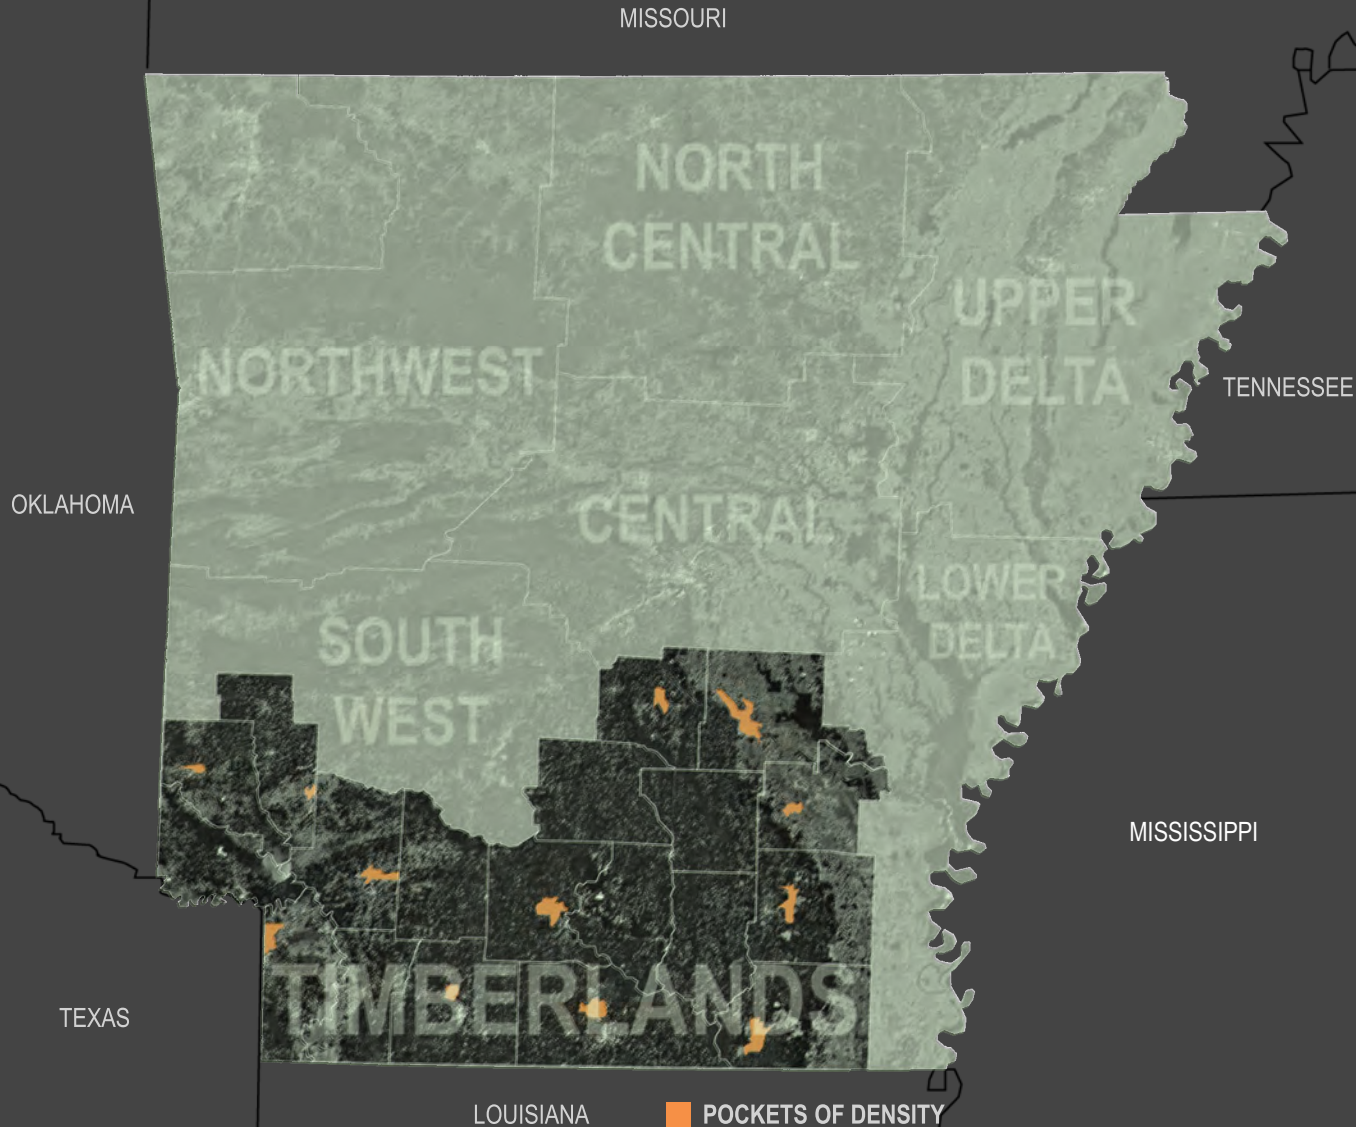 MISSOURI
NORTH
CENTRAL
UPPER
DELTA
NORTHWEST
TENNESSEE
OKLAHOMA
CENTRAL
LOWER
DELTA
SOUTH
WEST
MISSISSIPPI
TIMBERLANDS
TEXAS
LOUISIANA
POCKETS OF DENSITY